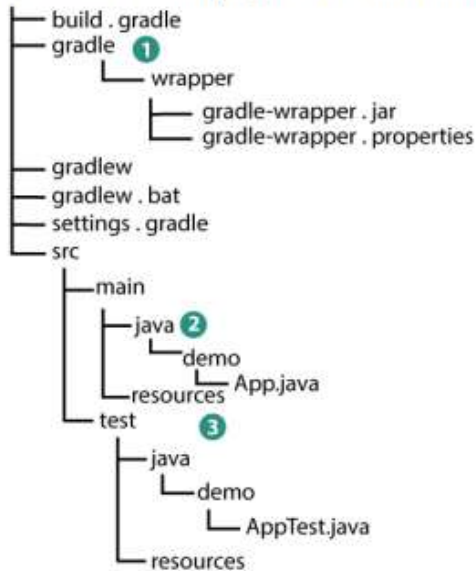 build . gradle
gradle 1
wrapper
gradle-wrapper . jar
gradle-wrapper . properties
gradlew
gradlew . bat
settings . gradle
src
main
java 2
demo
App.java
resources
test 3
java
demo
AppTest.java
resources